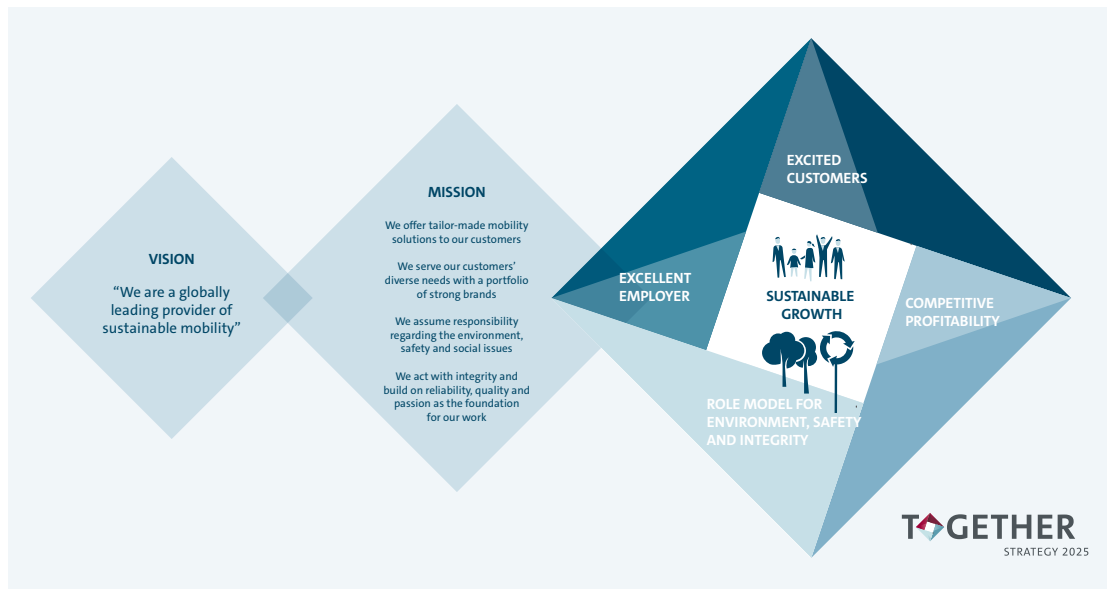 VISION
“We are a globally
leading provider of
sustainable mobility”
MISSION
We offer tailor-made mobility
solutions to our customers
We serve our customers’
diverse needs with a portfolio
of strong brands
We assume responsibility
regarding the environment,
safety and social issues
We act with integrity and
build on reliability, quality and
passion as the foundation
for our work
EXCITED
CUSTOMERS
EXCELLENT
EMPLOYER
SUSTAINABLE
GROWTH
COMPETITIVE
PROFITABILITY
ROLE MODEL FOR
ENVIRONMENT, SAFETY
AND INTEGRITY
TOGETHER
STRATEGY 2025